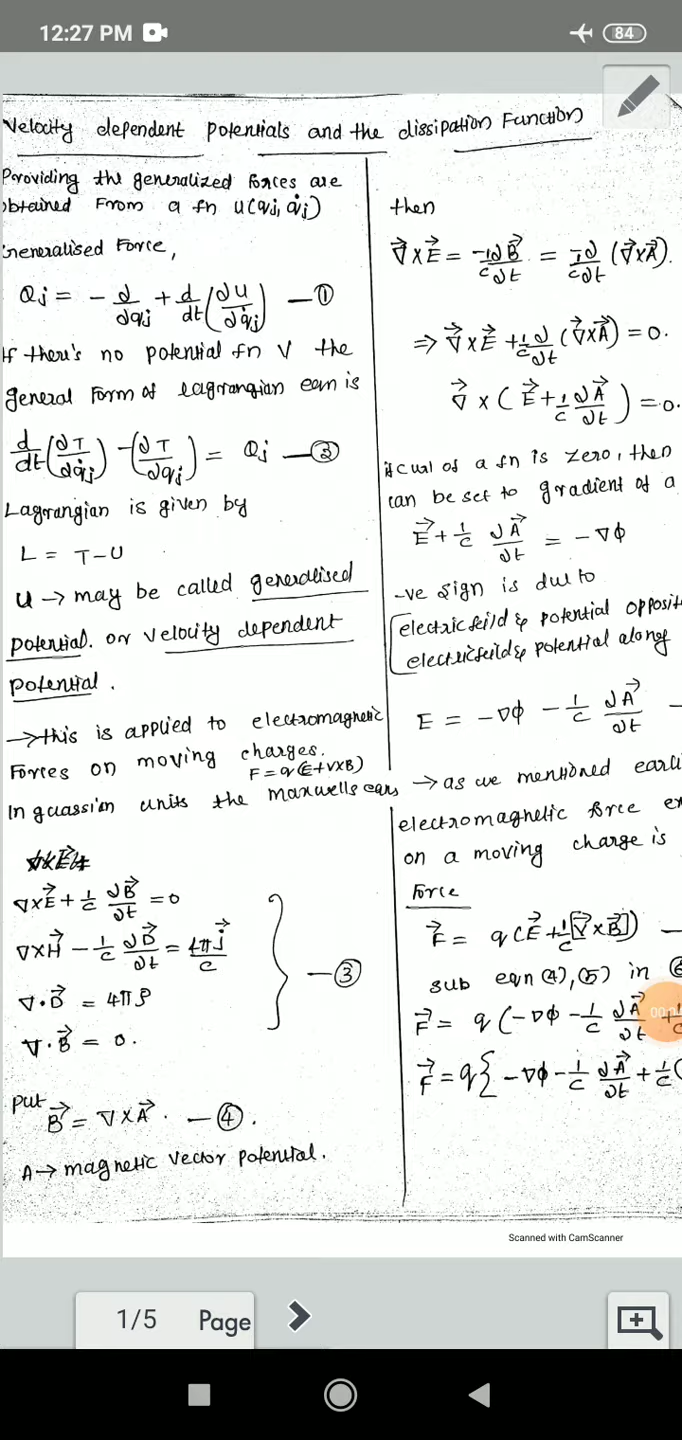 12:27 PM
84
Velocity dependent potentials and the dissipation Function
Providing the generalized forces are
obtained From a fn U(qj, q̇j)
Generalised Force,
Qj = - d/dqj + d/dt (∂U/∂q̇j) —①
If there's no potential fn V the
general Form of Lagrangian eqn is
d/dt (∂T/∂q̇j) - (∂T/∂qj) = Qj —②
Lagrangian is given by
L = T-U
U → may be called generalised
potential. or velocity dependent
potential.
→ this is applied to electromagnetic
Forces on moving charges.
F=q(E+V×B)
In guassian units the maxwells eqns
∇×E⃗ + 1/c ∂B⃗/∂t = 0
∇×H⃗ - 1/c ∂D⃗/∂t = 4πj⃗/c
∇·D⃗ = 4πρ
—③
∇·B⃗ = 0.
put
B⃗ = ∇×A⃗. —④.
A → magnetic vector potential.
then
∇⃗×E⃗ = -1/c ∂B⃗/∂t = -1/c ∂/∂t (∇⃗×A⃗).
⇒ ∇⃗×E⃗ + 1/c ∂/∂t (∇⃗×A⃗) = 0.
∇⃗ × (E⃗ + 1/c ∂A⃗/∂t) = 0.
if curl of a fn is zero, then
can be set to gradient of a
E⃗ + 1/c ∂A⃗/∂t = -∇ϕ
-ve sign is due to
electric feild & potential opposit
electricfeild & potential along
E = -∇ϕ - 1/c ∂A⃗/∂t —
→ as we mentioned earli
electromagnetic force ex
on a moving charge is
Force
F⃗ = q(E⃗ + 1/c [V⃗×B⃗]) —
sub eqn (4), (5) in 6
F⃗ = q (-∇ϕ - 1/c ∂A⃗/∂t + 1/c
F⃗ = q{ -∇ϕ - 1/c ∂A⃗/∂t + 1/c (
Scanned with CamScanner
1/5 Page